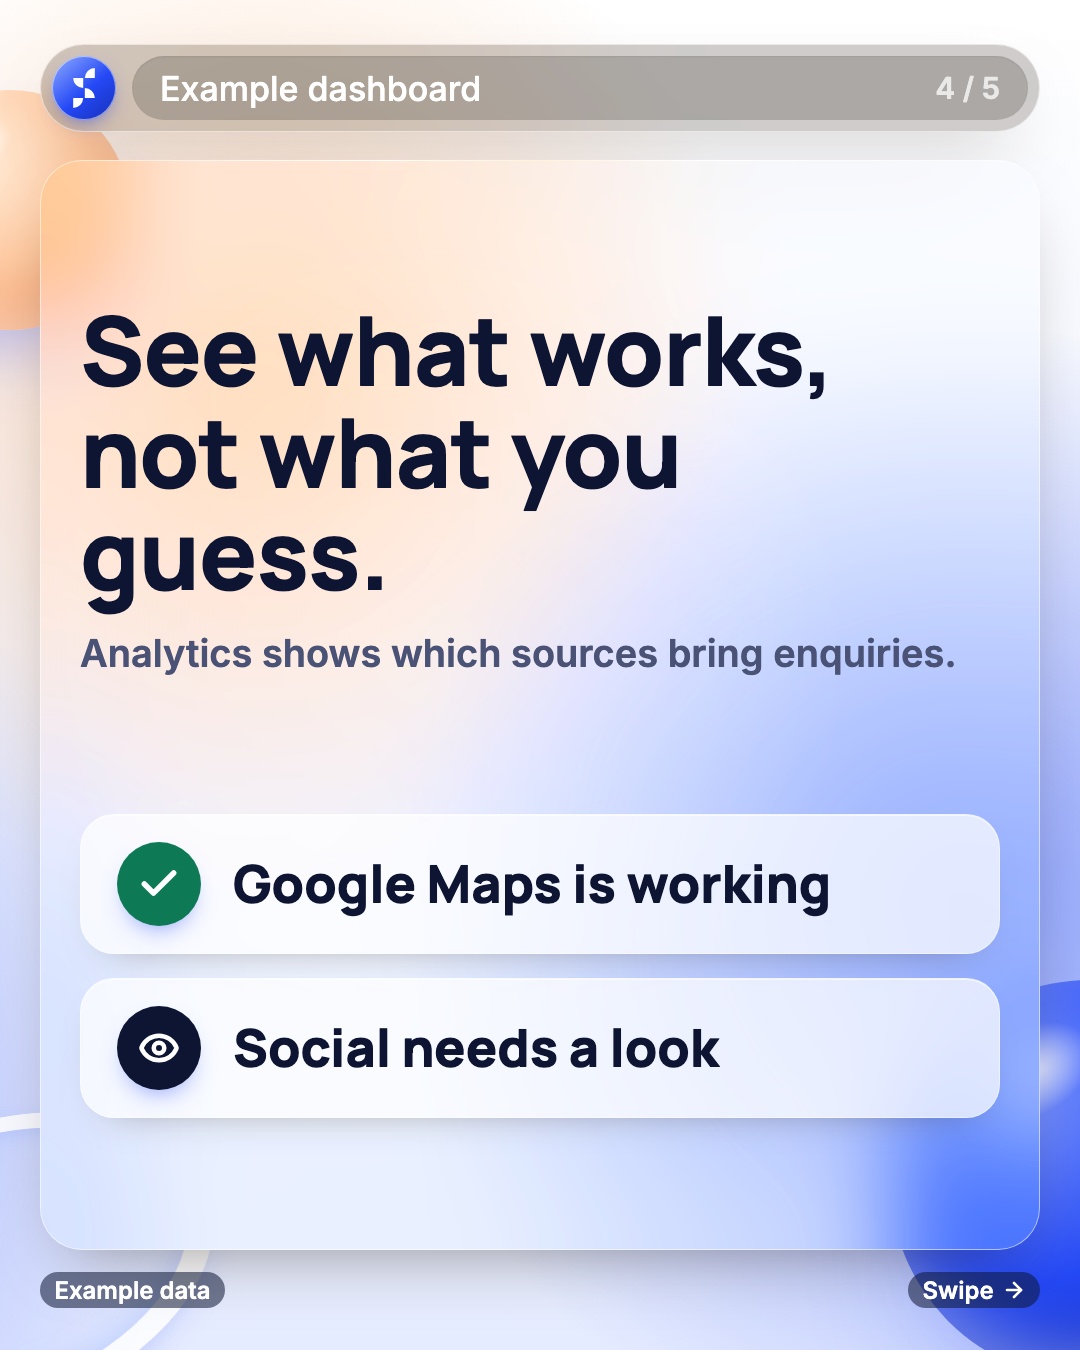 Example dashboard
4 / 5
See what works,
not what you
guess.
Analytics shows which sources bring enquiries.
Google Maps is working
Social needs a look
Example data
Swipe →